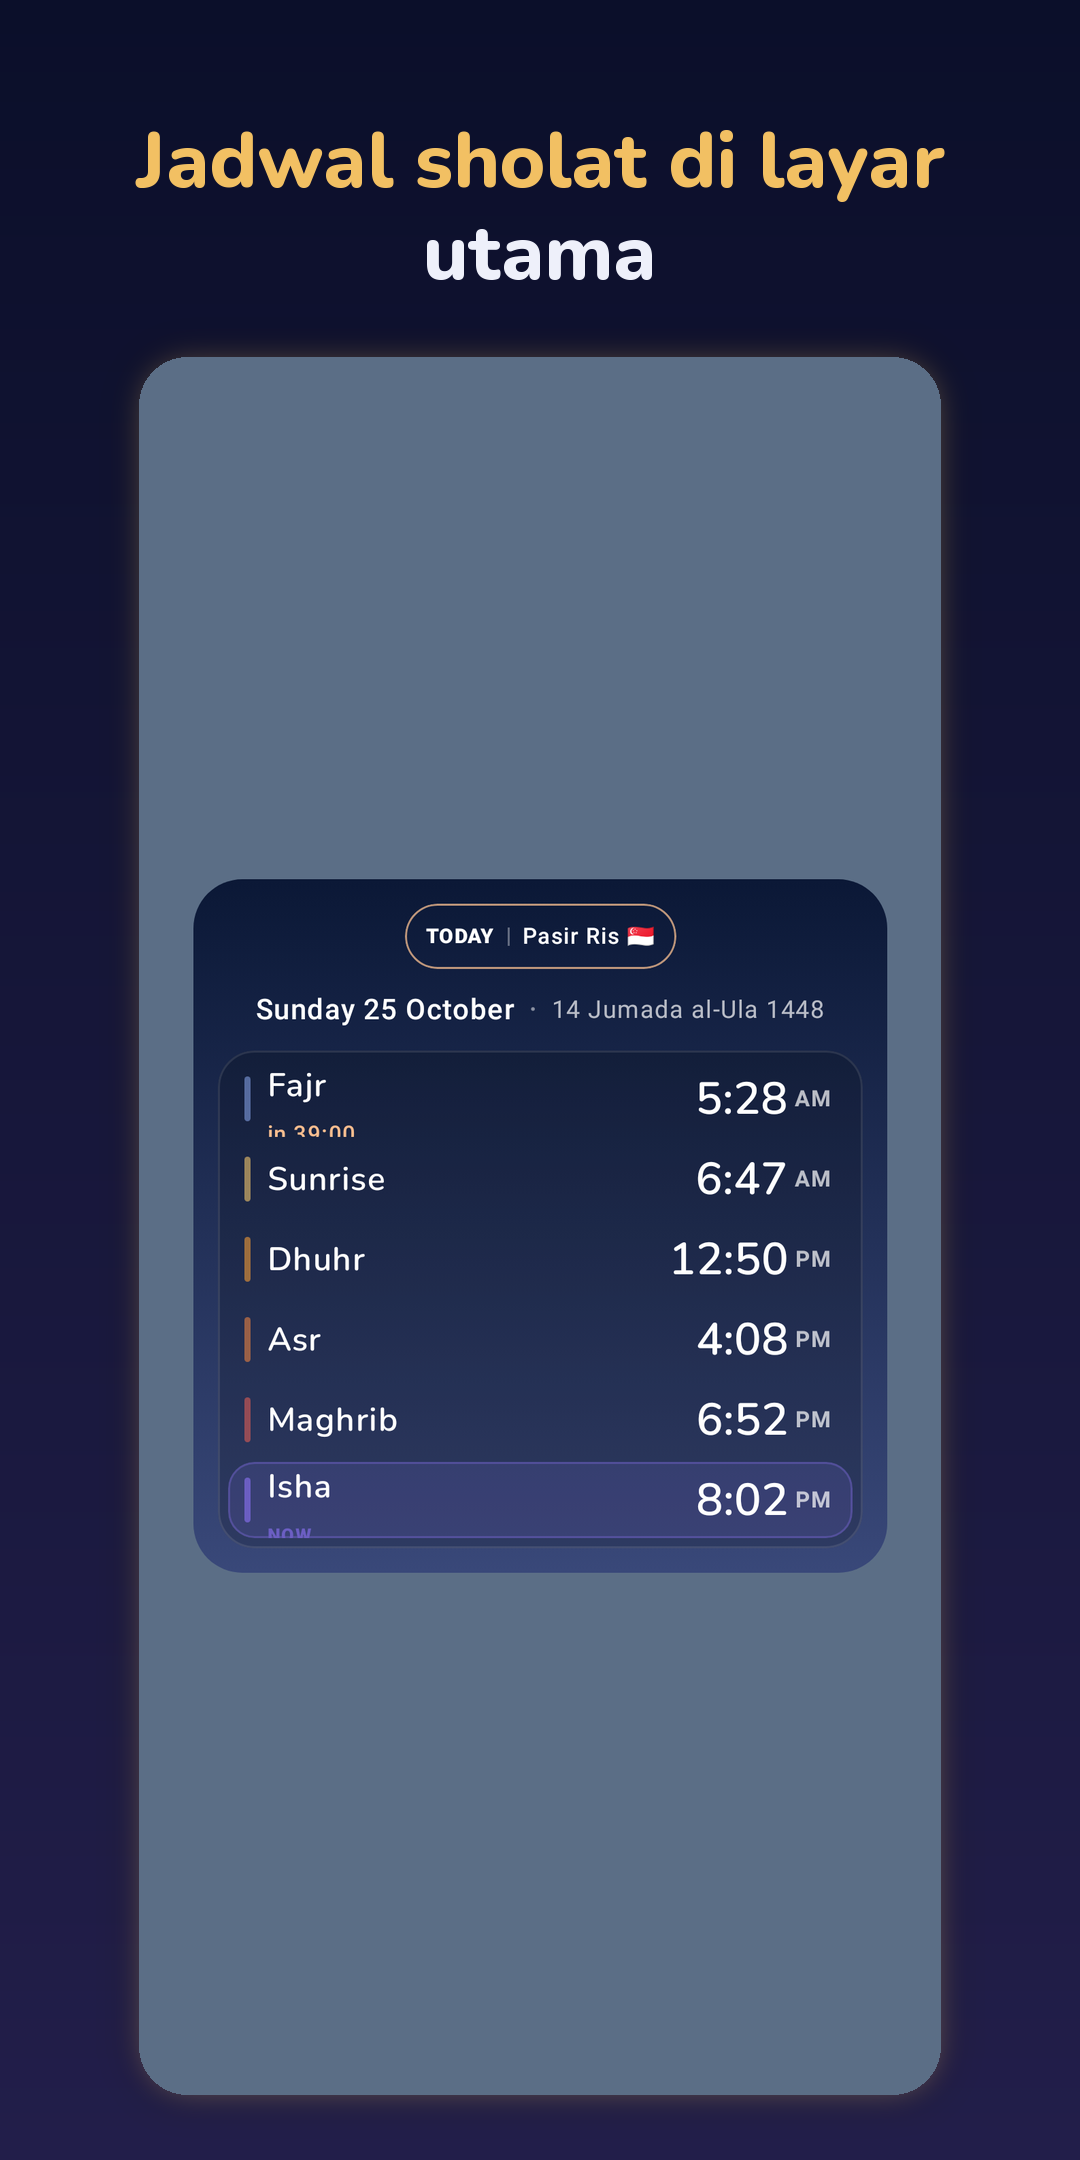 Jadwal sholat di layar
utama
TODAY | Pasir Ris
Sunday 25 October · 14 Jumada al-Ula 1448
Fajr 5:28 AM
in 39:00
Sunrise 6:47 AM
Dhuhr 12:50 PM
Asr 4:08 PM
Maghrib 6:52 PM
Isha 8:02 PM
NOW